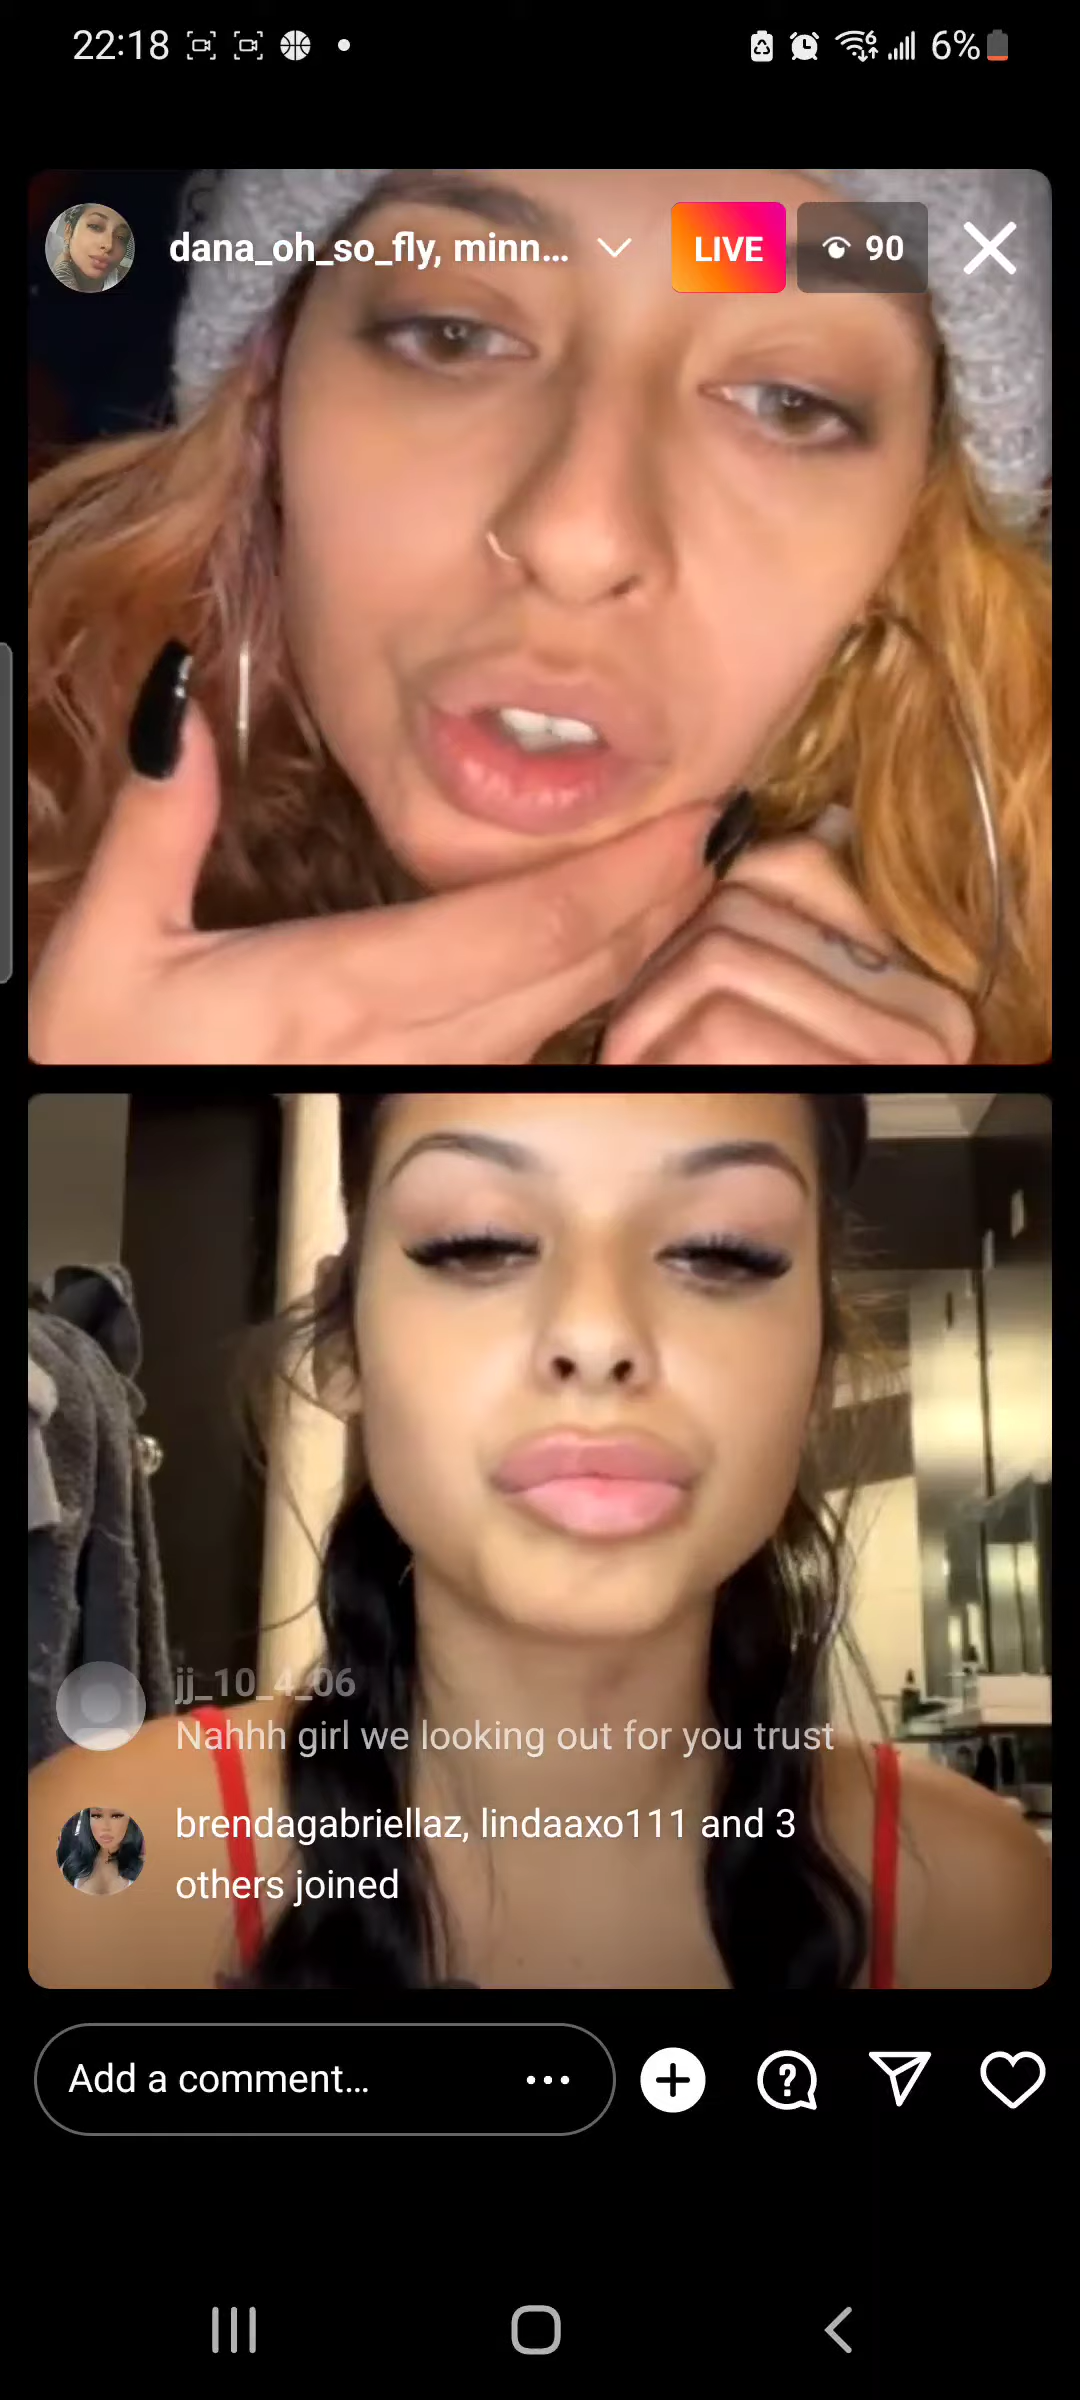 22:18
6%
dana_oh_so_fly, minn...
LIVE
90
jj_10_4_06
Nahhh girl we looking out for you trust
brendagabriellaz, lindaaxo111 and 3
others joined
Add a comment...